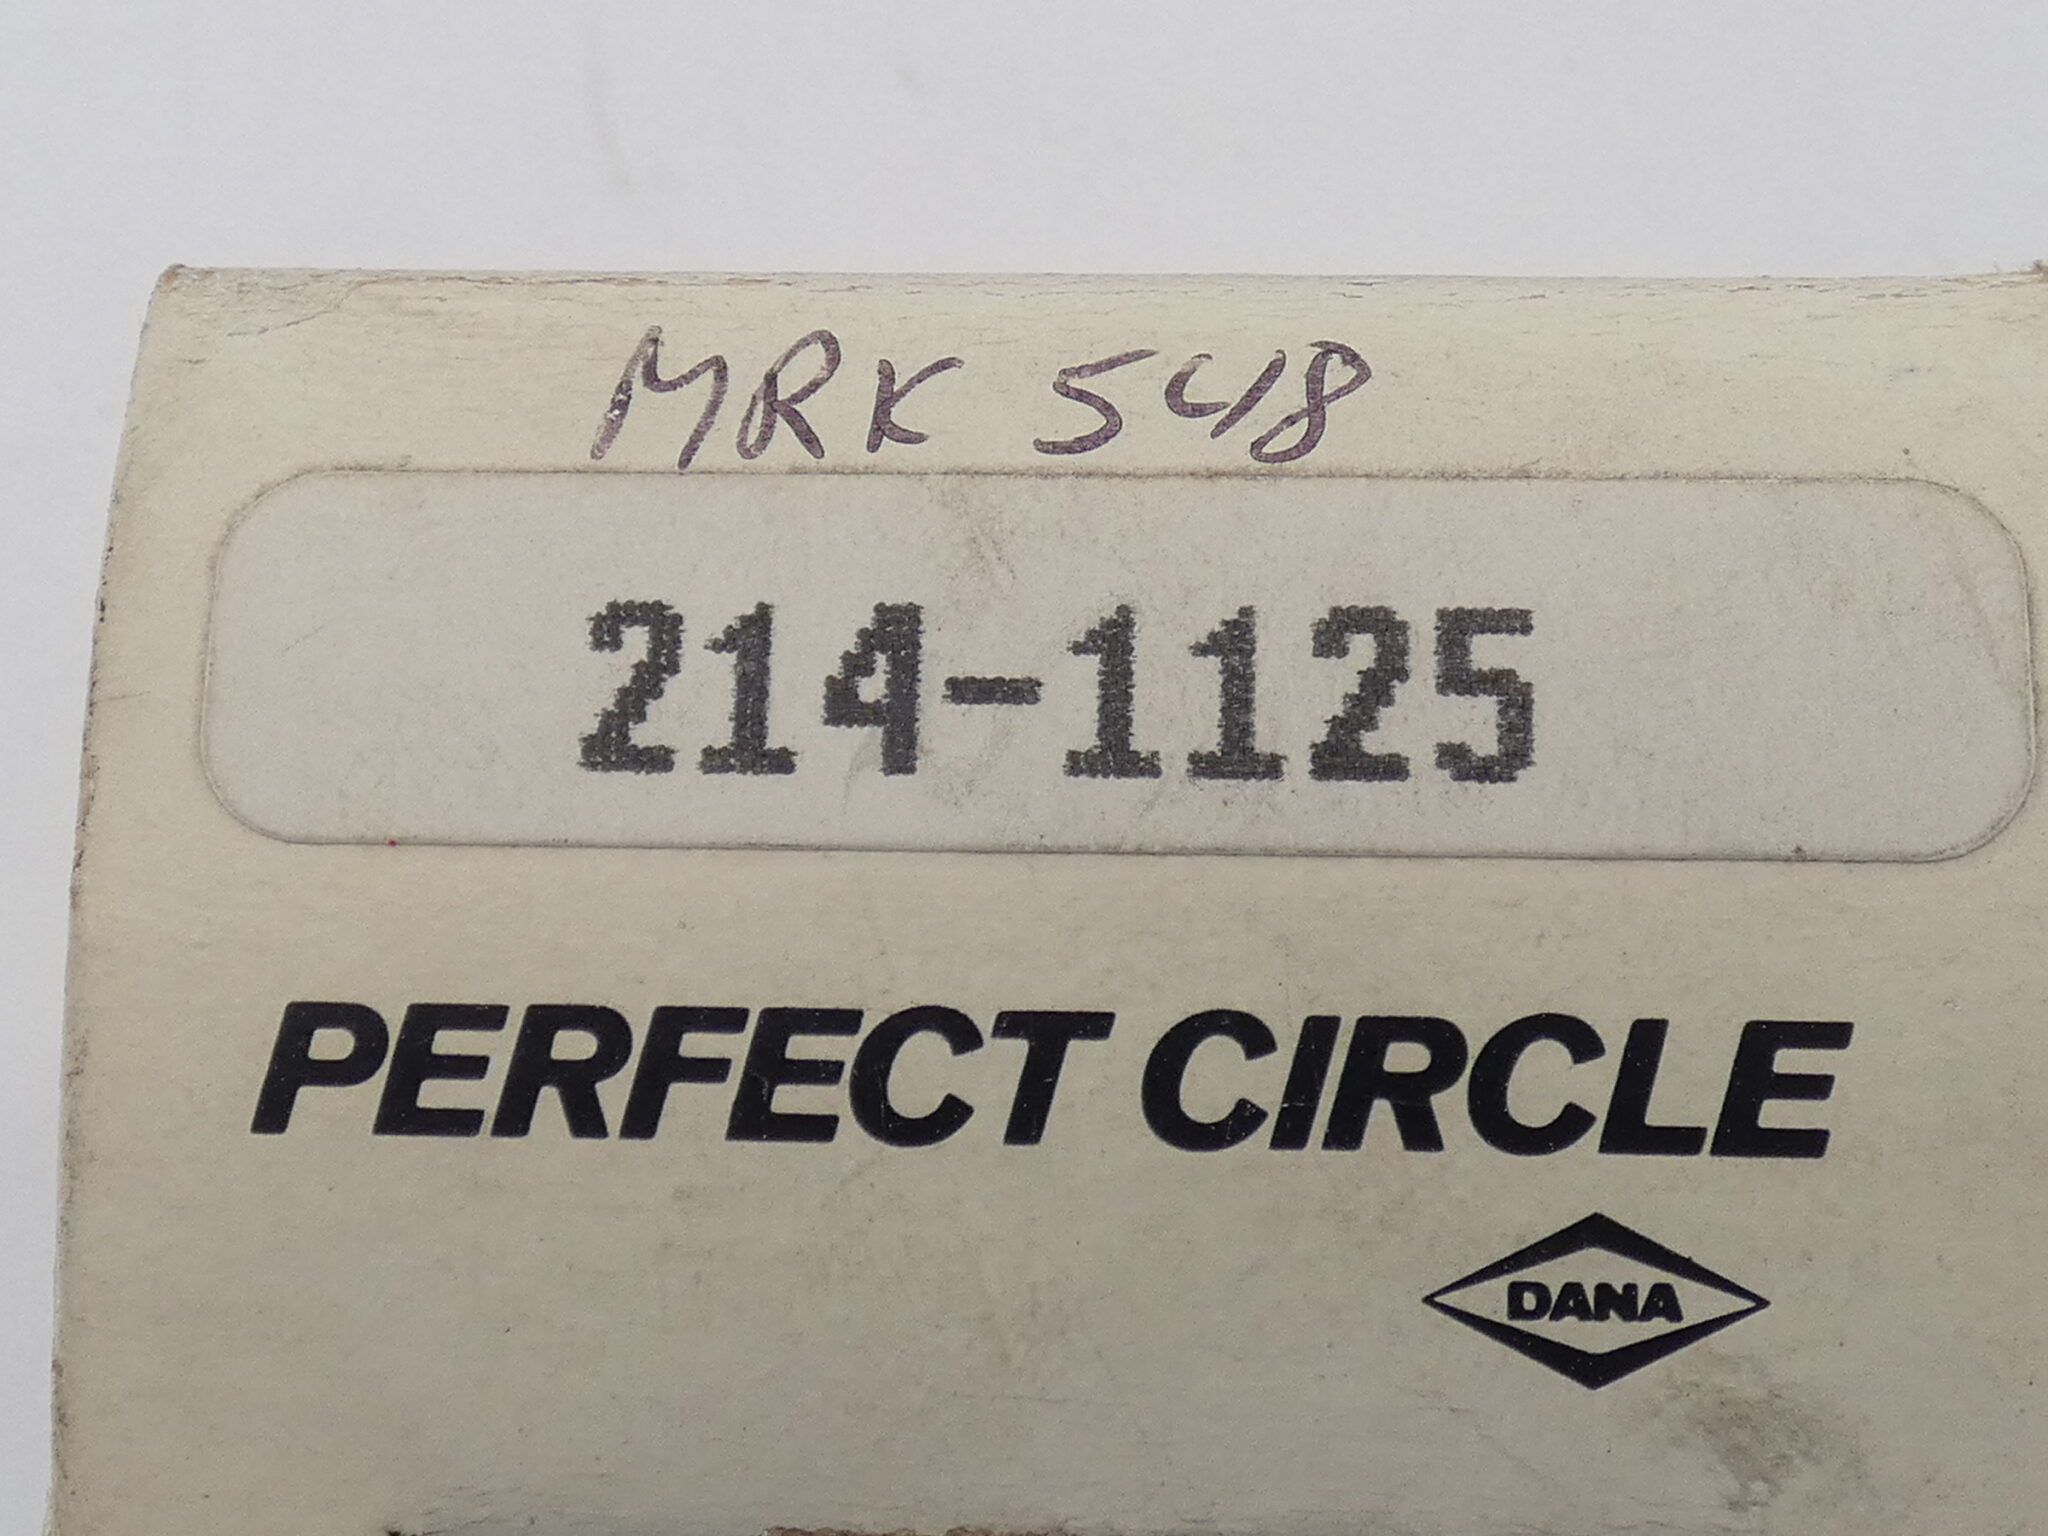 MRK 548
214-1125
PERFECT CIRCLE
DANA